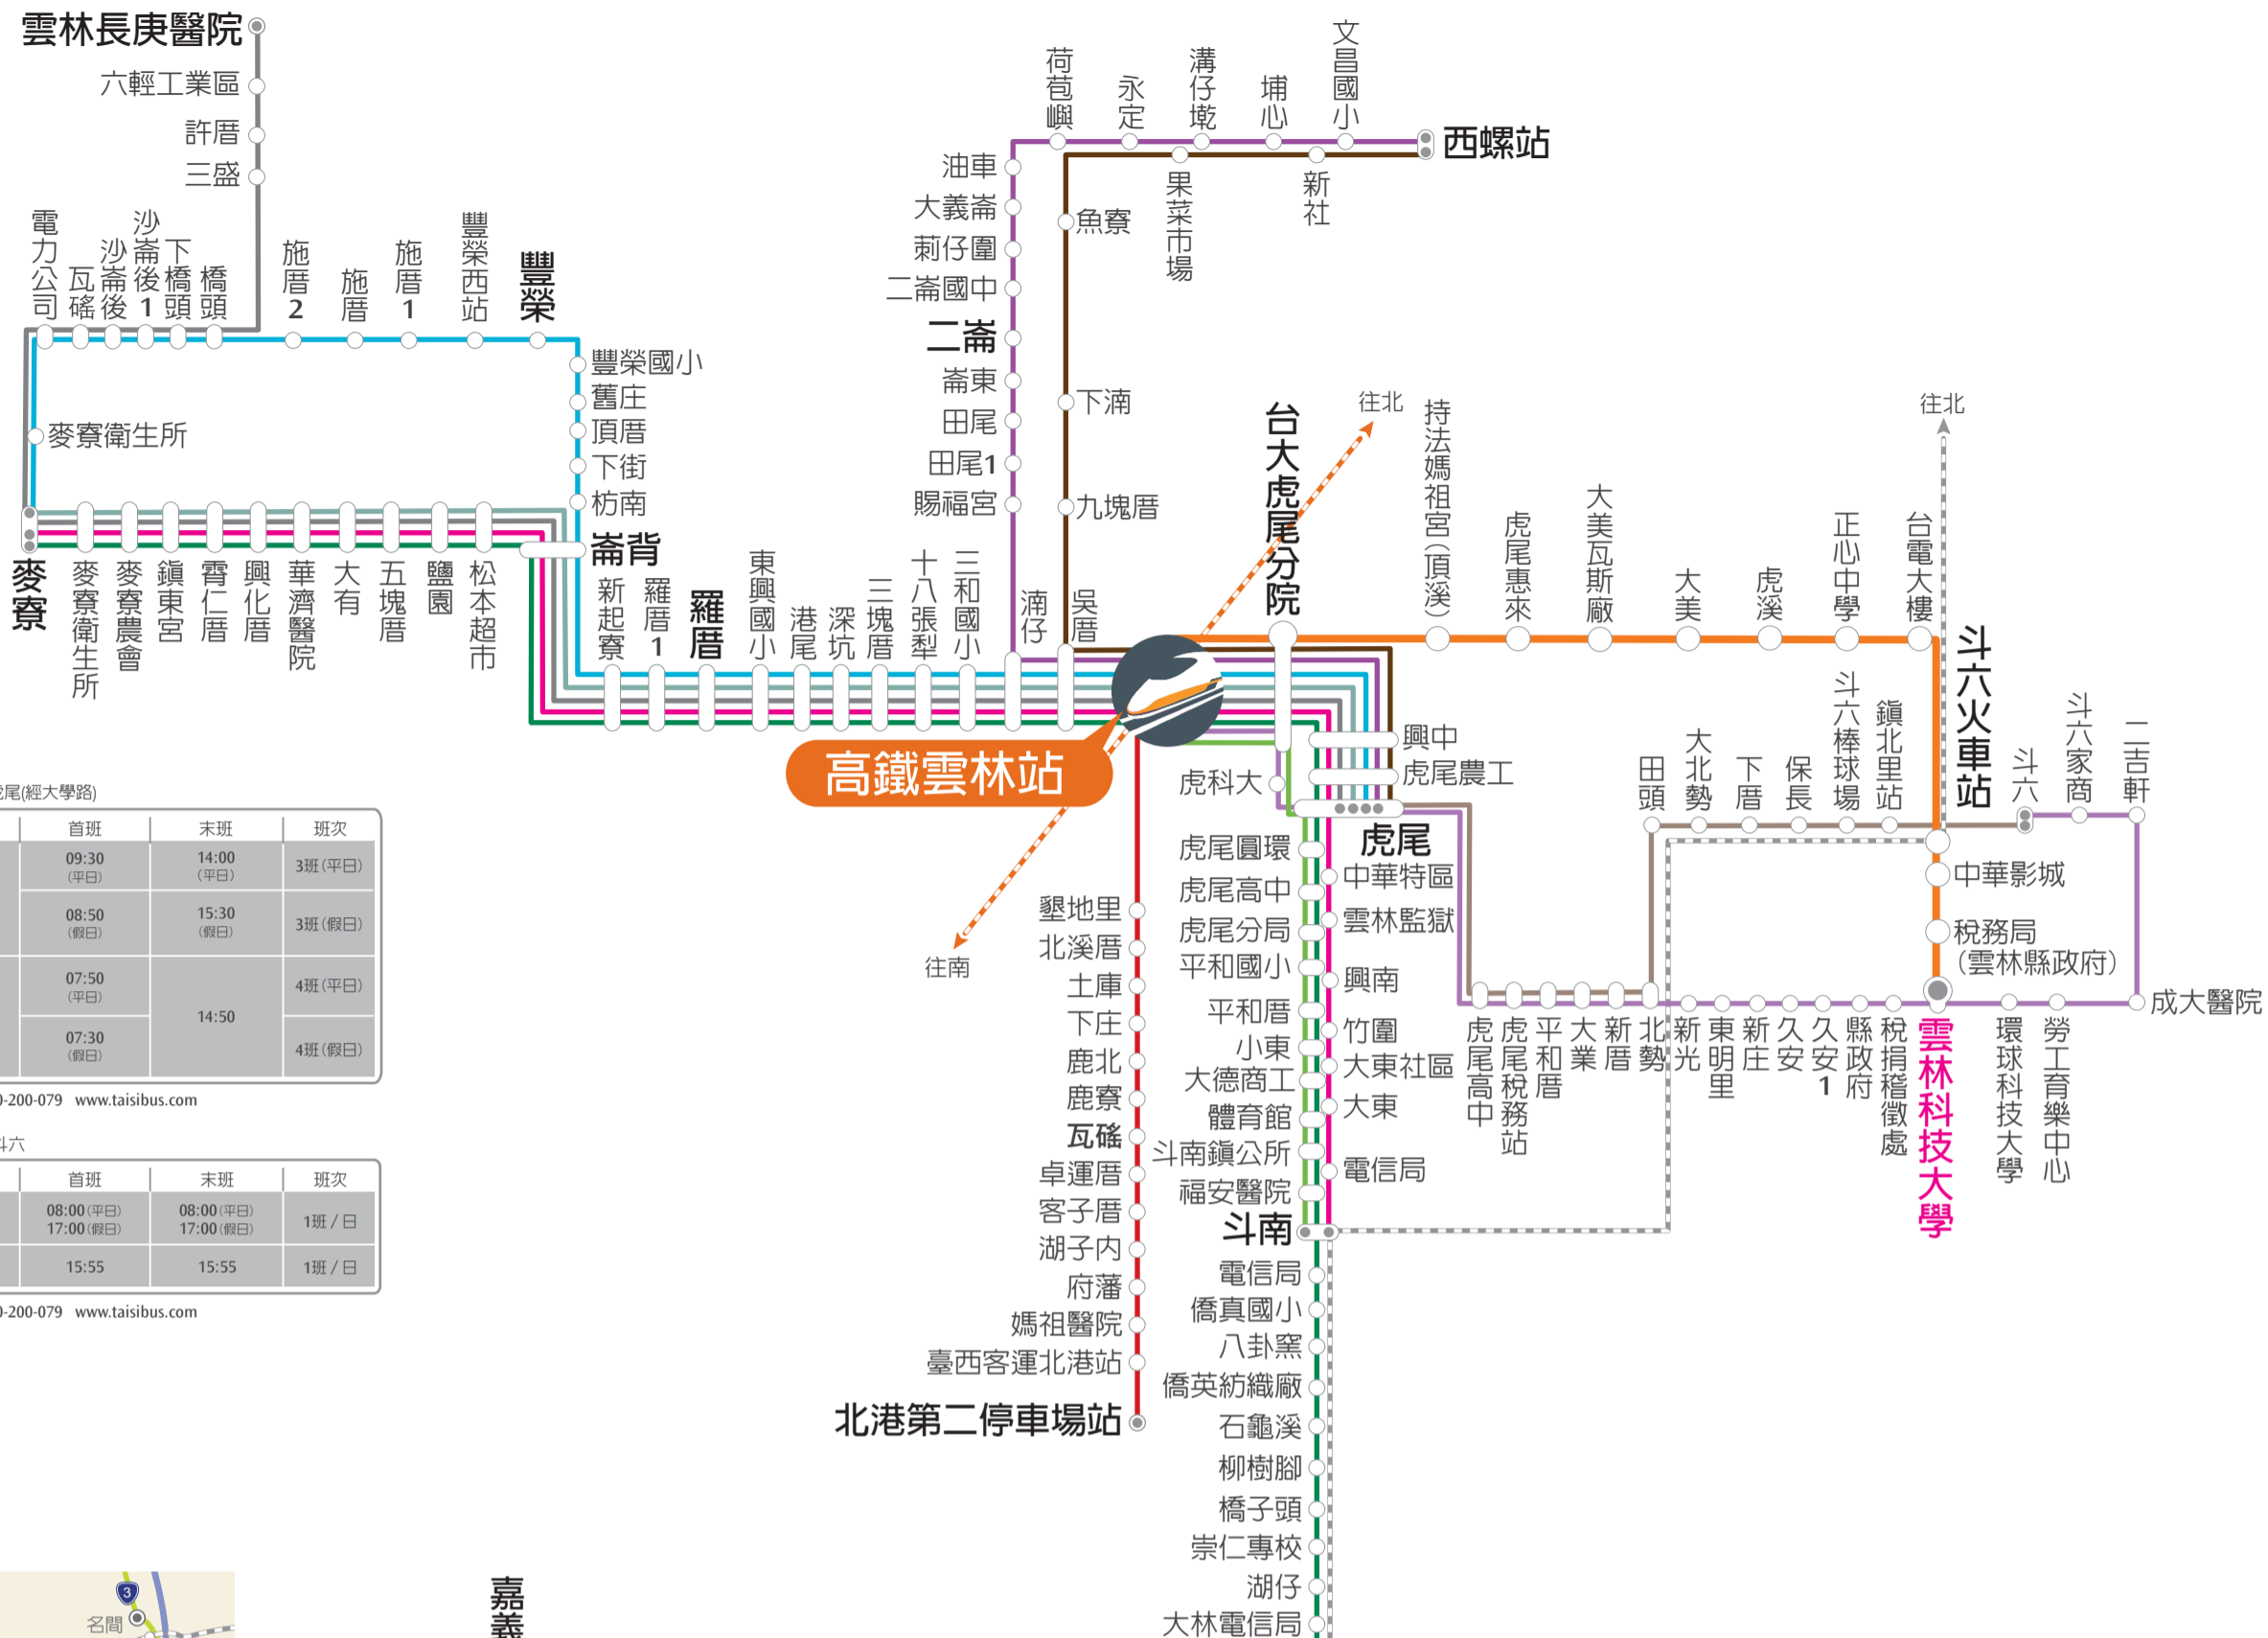 雲林長庚醫院
六輕工業區
許厝
三盛
電力公司
瓦磘
沙崙後
沙崙後1
下橋頭
橋頭
施厝2
施厝
施厝1
豐榮西站
豐榮
豐榮國小
舊庄
頂厝
下街
枋南
崙背
麥寮衛生所
麥寮
麥寮衛生所
麥寮農會
鎮東宮
霄仁厝
興化厝
華濟醫院
大有
五塊厝
鹽園
松本超市
新起寮
羅厝1
羅厝
東興國小
港尾
深坑
三塊厝
十八張犁
三和國小
湳仔
吳厝
荷苞嶼
永定
溝仔墘
埔心
文昌國小
西螺站
油車
大義崙
莿仔圍
二崙國中
二崙
崙東
田尾
田尾1
賜福宮
果菜市場
新社
魚寮
下湳
九塊厝
往北
台大虎尾分院
持法媽祖宮(頂溪)
虎尾惠來
大美瓦斯廠
大美
虎溪
正心中學
台電大樓
往北
斗六火車站
高鐵雲林站
往南
興中
虎尾農工
虎科大
虎尾
虎尾圓環
虎尾高中
虎尾分局
平和國小
平和厝
小東
大德商工
體育館
斗南鎮公所
福安醫院
斗南
中華特區
雲林監獄
興南
竹圍
大東社區
大東
電信局
田頭
大北勢
下厝
保長
斗六棒球場
鎮北里站
斗六
斗六家商
二吉軒
中華影城
稅務局
(雲林縣政府)
成大醫院
虎尾高中
虎尾稅務站
平和厝
大業
新厝
北勢
新光
東明里
新庄
久安
久安1
縣政府
稅捐稽徵處
雲林科技大學
環球科技大學
勞工育樂中心
墾地里
北溪厝
土庫
下庄
鹿北
鹿寮
瓦磘
卓運厝
客子厝
湖子內
府藩
媽祖醫院
臺西客運北港站
北港第二停車場站
電信局
僑真國小
八卦窯
僑英紡織廠
石龜溪
柳樹腳
橋子頭
崇仁專校
湖仔
大林電信局
尾(經大學路)
首班 末班 班次
09:30 (平日) 14:00 (平日) 3班(平日)
08:50 (假日) 15:30 (假日) 3班(假日)
07:50 (平日) 14:50 4班(平日)
07:30 (假日) 4班(假日)
0-200-079 www.taisibus.com
斗六
首班 末班 班次
08:00(平日) 08:00(平日) 1班/日
17:00(假日) 17:00(假日)
15:55 15:55 1班/日
0-200-079 www.taisibus.com
3
名間
嘉義